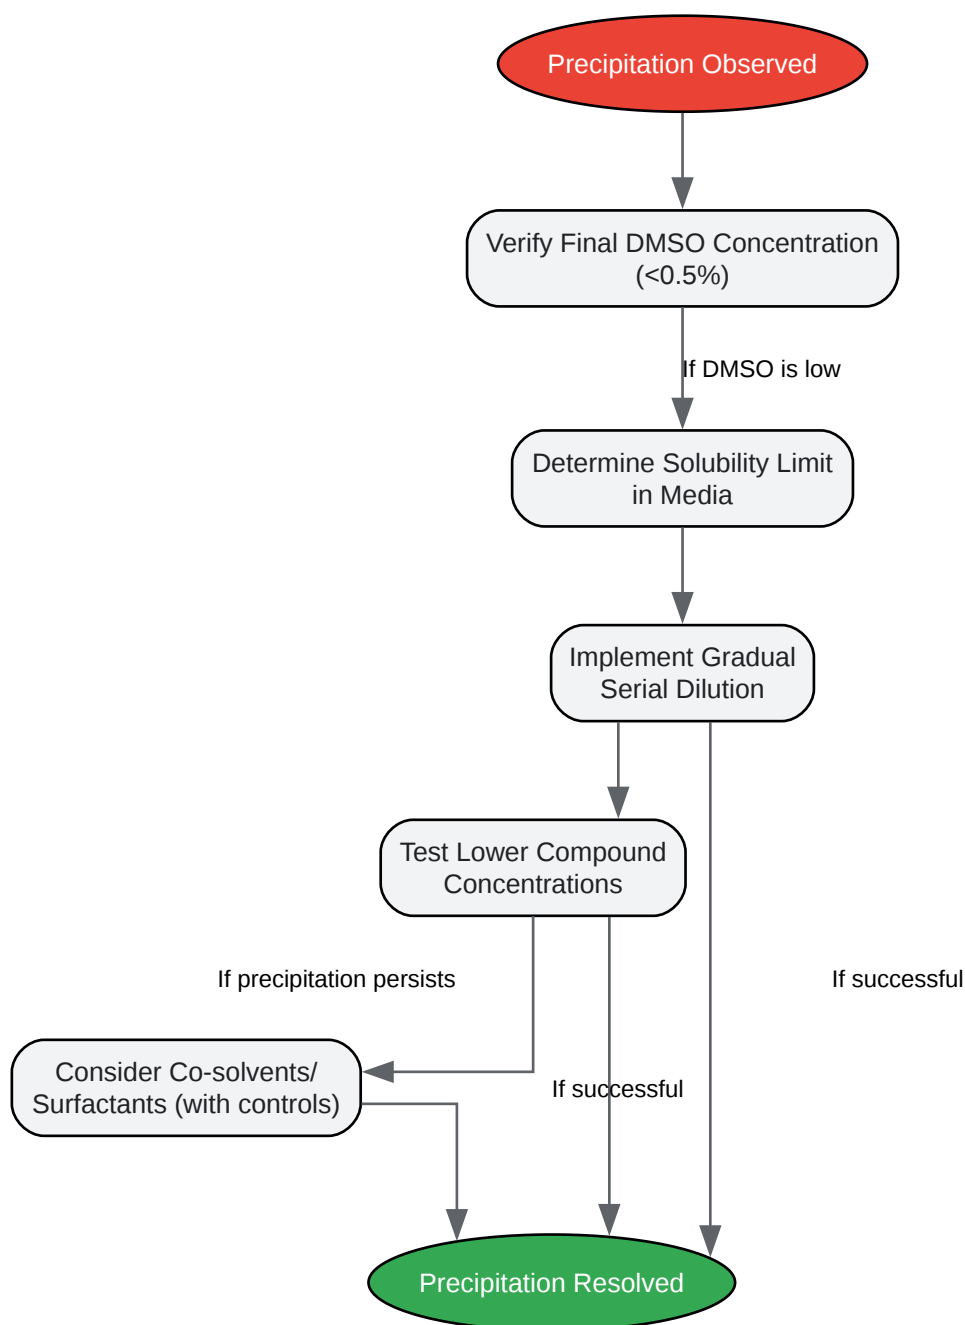 Precipitation Observed
Verify Final DMSO Concentration
(<0.5%)
If DMSO is low
Determine Solubility Limit
in Media
Implement Gradual
Serial Dilution
Test Lower Compound
Concentrations
If precipitation persists
If successful
Consider Co-solvents/
Surfactants (with controls)
If successful
Precipitation Resolved